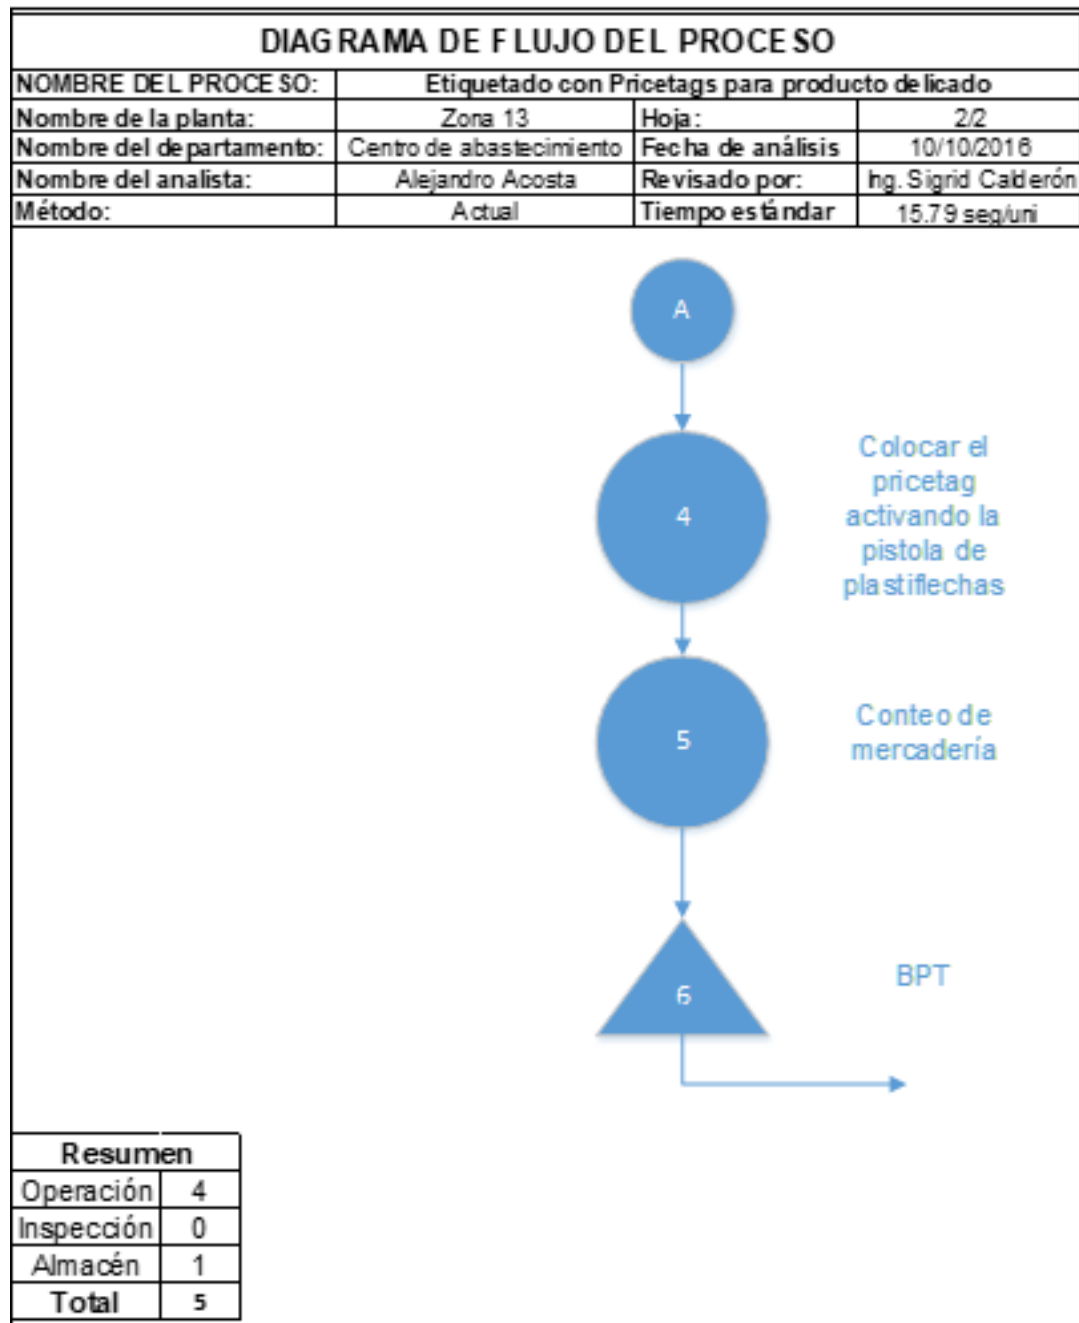 DIAGRAMA DE FLUJO DEL PROCESO
NOMBRE DEL PROCESO: Etiquetado con Pricetags para producto delicado
Nombre de la planta: Zona 13 Hoja: 2/2
Nombre del departamento: Centro de abastecimiento Fecha de análisis 10/10/2016
Nombre del analista: Alejandro Acosta Revisado por: Ing. Sigrid Calderón
Método: Actual Tiempo estándar 15.79 seg/uni
A
4
Colocar el
pricetag
activando la
pistola de
plastiflechas
5
Conteo de
mercadería
6
BPT
Resumen
Operación 4
Inspección 0
Almacén 1
Total 5